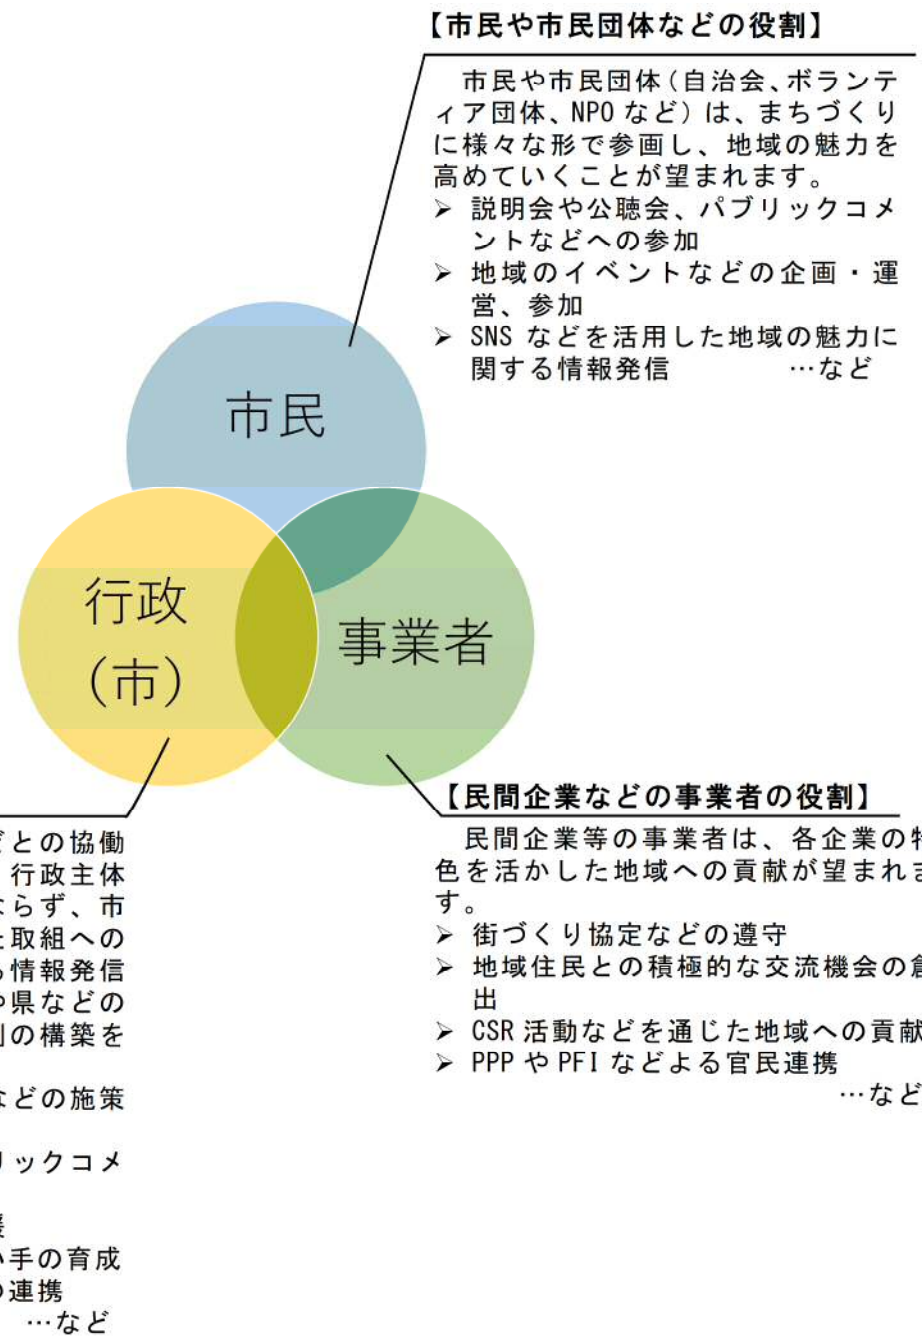 【市民や市民団体などの役割】
市民や市民団体(自治会、ボランテ
ィア団体、NPO など)は、まちづくり
に様々な形で参画し、地域の魅力を
高めていくことが望まれます。
➢ 説明会や公聴会、パブリックコメ
ントなどへの参加
➢ 地域のイベントなどの企画・運
営、参加
➢ SNS などを活用した地域の魅力に
関する情報発信 …など
市民
行政
(市)
事業者
【民間企業などの事業者の役割】
民間企業等の事業者は、各企業の特
色を活かした地域への貢献が望まれま
す。
➢ 街づくり協定などの遵守
➢ 地域住民との積極的な交流機会の創
出
➢ CSR 活動などを通じた地域への貢献
➢ PPP や PFI などよる官民連携
…など
どとの協働
行政主体
ならず、市
た取組への
る情報発信
や県などの
制の構築を
などの施策
リックコメ
援
い手の育成
の連携
…など